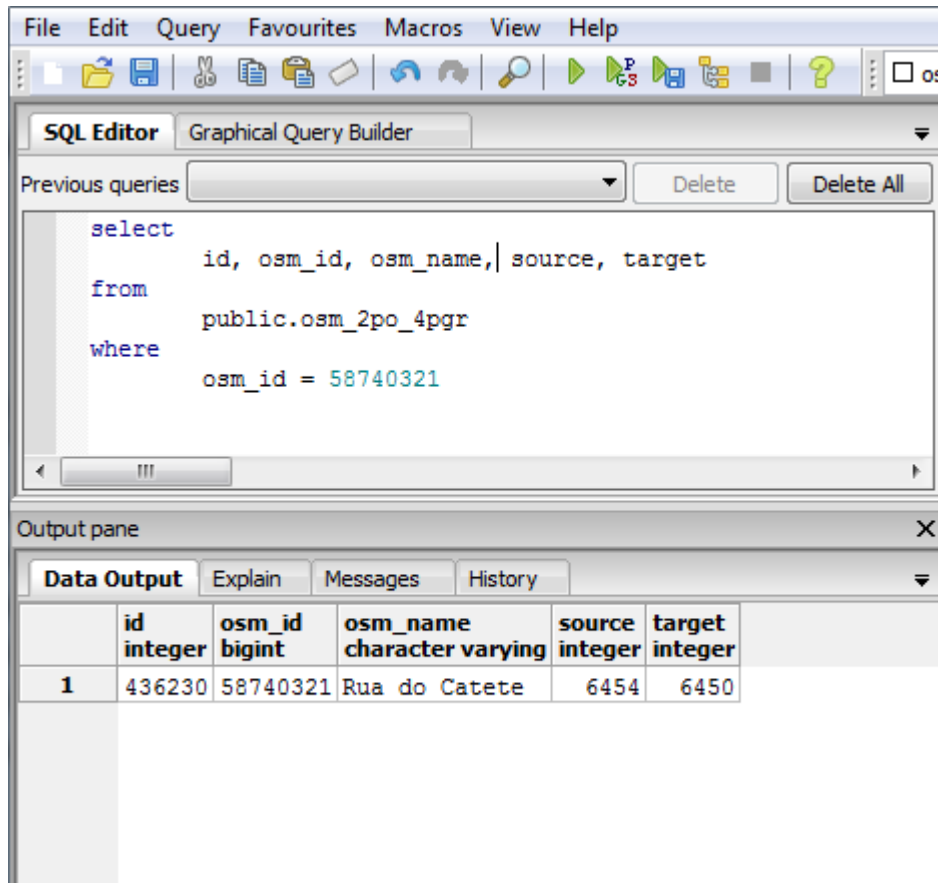 File Edit Query Favourites Macros View Help
os
SQL Editor Graphical Query Builder
Previous queries Delete Delete All
select
id, osm_id, osm_name, source, target
from
public.osm_2po_4pgr
where
osm_id = 58740321
Output pane
Data Output Explain Messages History
id osm_id osm_name source target
integer bigint character varying integer integer
1 436230 58740321 Rua do Catete 6454 6450